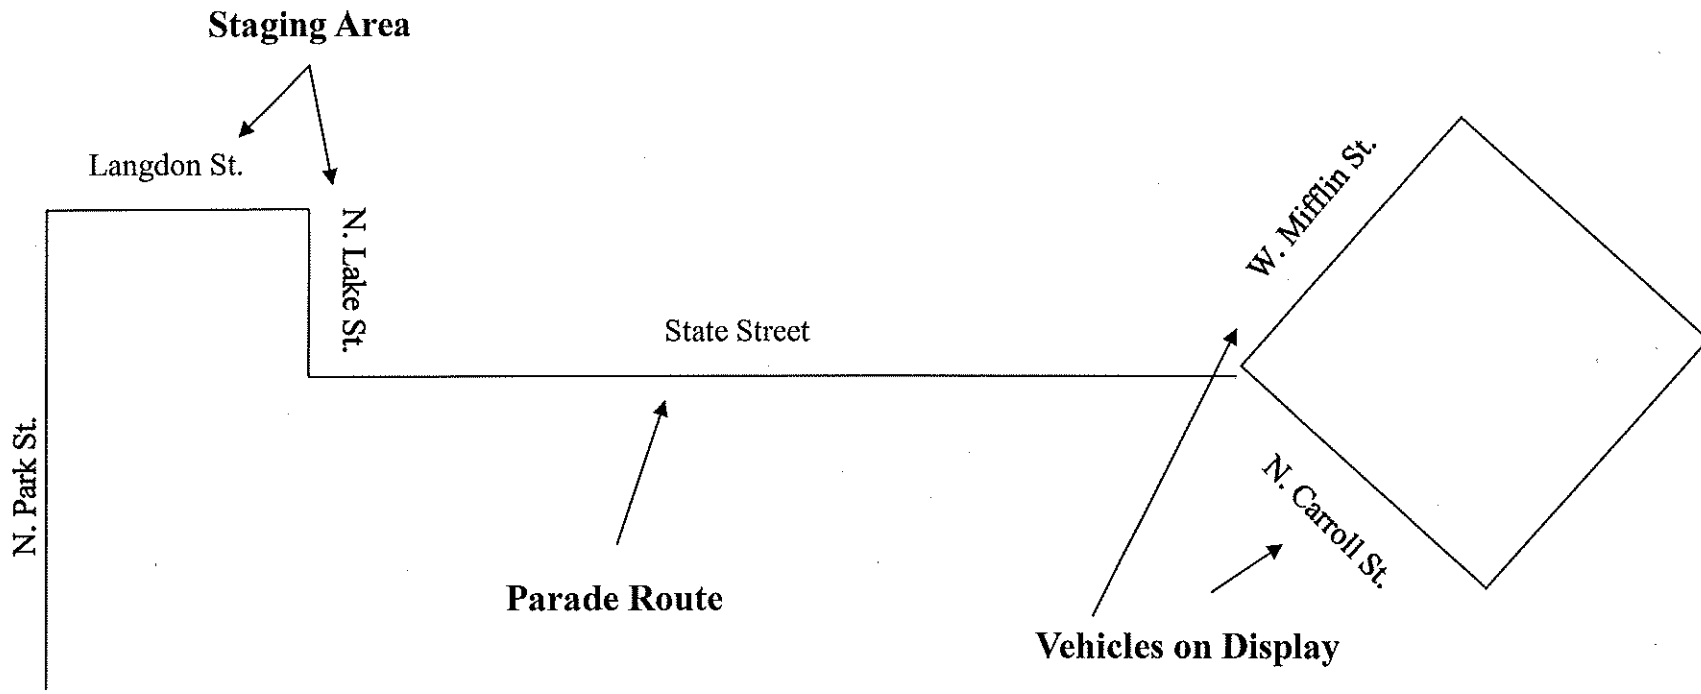 Staging Area
Langdon St.
N. Lake St.
W. Mifflin St.
State Street
N. Park St.
N. Carroll St.
Parade Route
Vehicles on Display